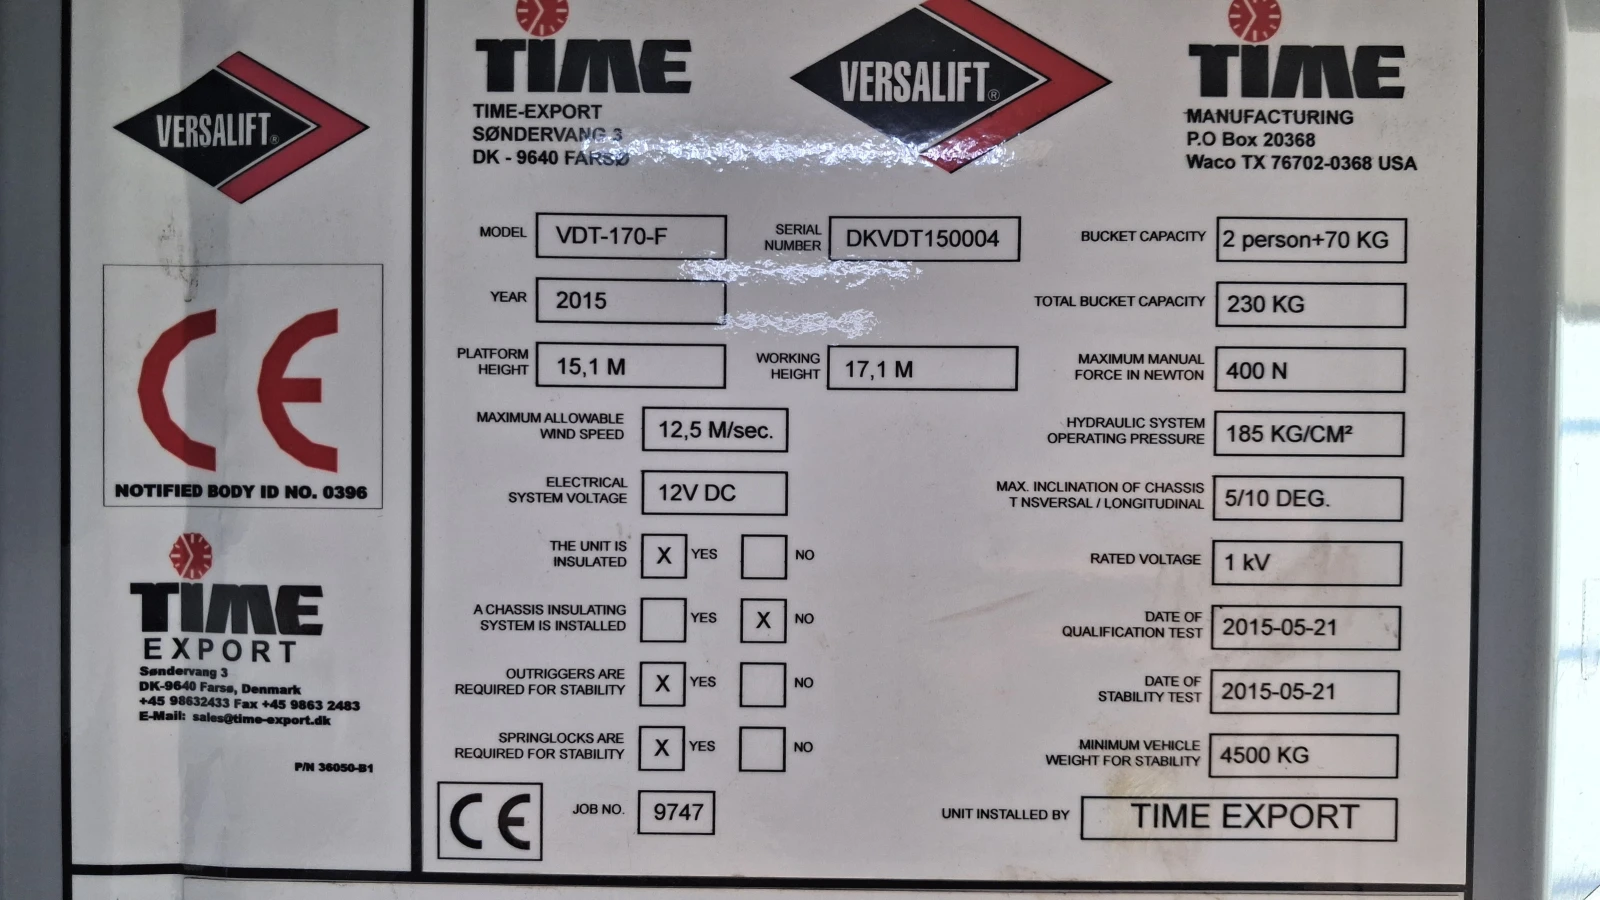 VERSALIFT®
CE
NOTIFIED BODY ID NO. 0396
TIME
EXPORT
Søndervang 3
DK-9640 Farsø, Denmark
+45 98632433 Fax +45 9863 2483
E-Mail: sales@time-export.dk
P/N 36050-B1
TIME
TIME-EXPORT
SØNDERVANG 3
DK - 9640 FARSØ
VERSALIFT®
TIME
MANUFACTURING
P.O Box 20368
Waco TX 76702-0368 USA
MODEL VDT-170-F
SERIAL NUMBER DKVDT150004
BUCKET CAPACITY 2 person+70 KG
YEAR 2015
TOTAL BUCKET CAPACITY 230 KG
PLATFORM HEIGHT 15,1 M
WORKING HEIGHT 17,1 M
MAXIMUM MANUAL
FORCE IN NEWTON 400 N
MAXIMUM ALLOWABLE
WIND SPEED 12,5 M/sec.
HYDRAULIC SYSTEM
OPERATING PRESSURE 185 KG/CM²
ELECTRICAL
SYSTEM VOLTAGE 12V DC
MAX. INCLINATION OF CHASSIS
T NSVERSAL / LONGITUDINAL 5/10 DEG.
THE UNIT IS
INSULATED X YES NO
RATED VOLTAGE 1 kV
A CHASSIS INSULATING
SYSTEM IS INSTALLED YES X NO
DATE OF
QUALIFICATION TEST 2015-05-21
OUTRIGGERS ARE
REQUIRED FOR STABILITY X YES NO
DATE OF
STABILITY TEST 2015-05-21
SPRINGLOCKS ARE
REQUIRED FOR STABILITY X YES NO
MINIMUM VEHICLE
WEIGHT FOR STABILITY 4500 KG
CE
JOB NO. 9747
UNIT INSTALLED BY TIME EXPORT